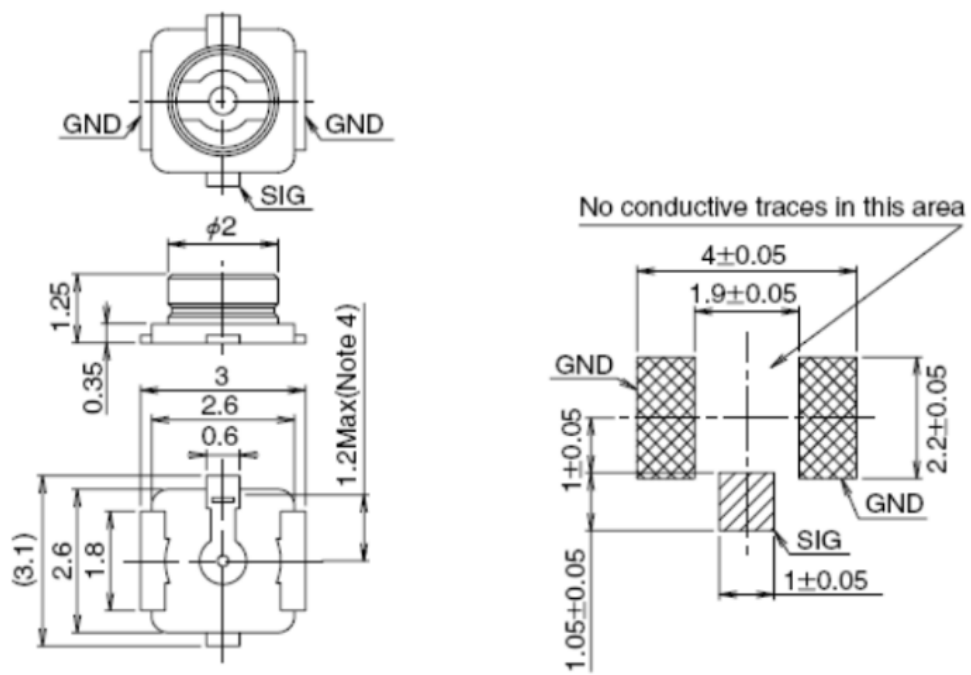 GND
GND
SIG
ϕ2
1.25
0.35
3
2.6
0.6
1.2Max(Note 4)
(3.1)
2.6
1.8
No conductive traces in this area
4±0.05
1.9±0.05
GND
2.2±0.05
1±0.05
GND
SIG
1±0.05
1.05±0.05